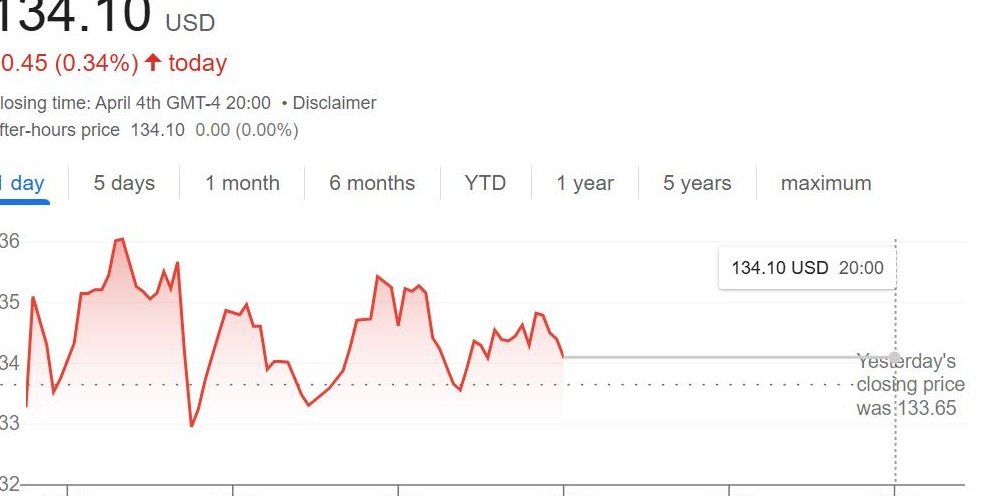 134.10 USD
0.45 (0.34%) ↑ today
losing time: April 4th GMT-4 20:00 • Disclaimer
fter-hours price 134.10 0.00 (0.00%)
1 day 5 days 1 month 6 months YTD 1 year 5 years maximum
36
134.10 USD 20:00
35
34
Yesterday's
closing price
was 133.65
33
32